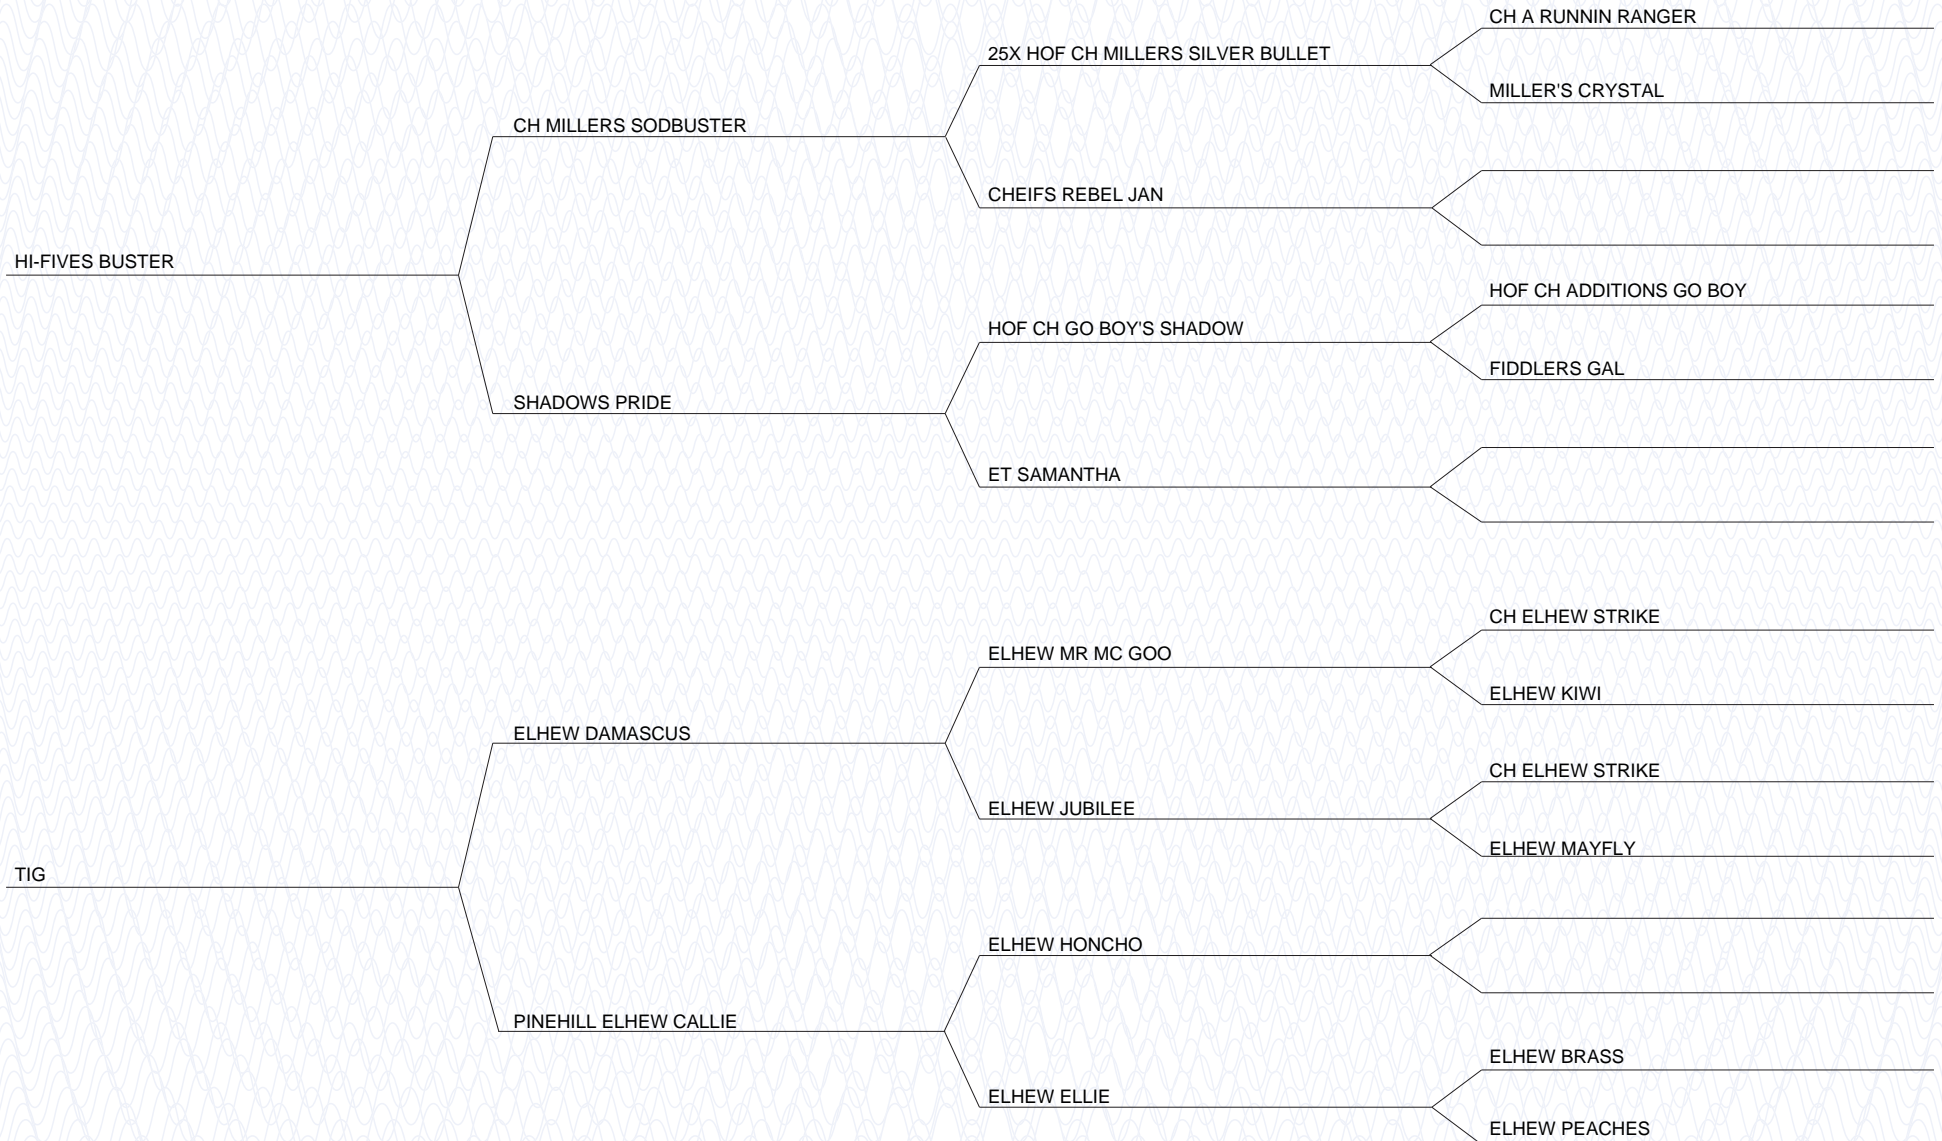 CH A RUNNIN RANGER
25X HOF CH MILLERS SILVER BULLET
MILLER'S CRYSTAL
CH MILLERS SODBUSTER
CHEIFS REBEL JAN
HI-FIVES BUSTER
HOF CH ADDITIONS GO BOY
HOF CH GO BOY'S SHADOW
FIDDLERS GAL
SHADOWS PRIDE
ET SAMANTHA
CH ELHEW STRIKE
ELHEW MR MC GOO
ELHEW KIWI
ELHEW DAMASCUS
CH ELHEW STRIKE
ELHEW JUBILEE
ELHEW MAYFLY
TIG
ELHEW HONCHO
PINEHILL ELHEW CALLIE
ELHEW BRASS
ELHEW ELLIE
ELHEW PEACHES